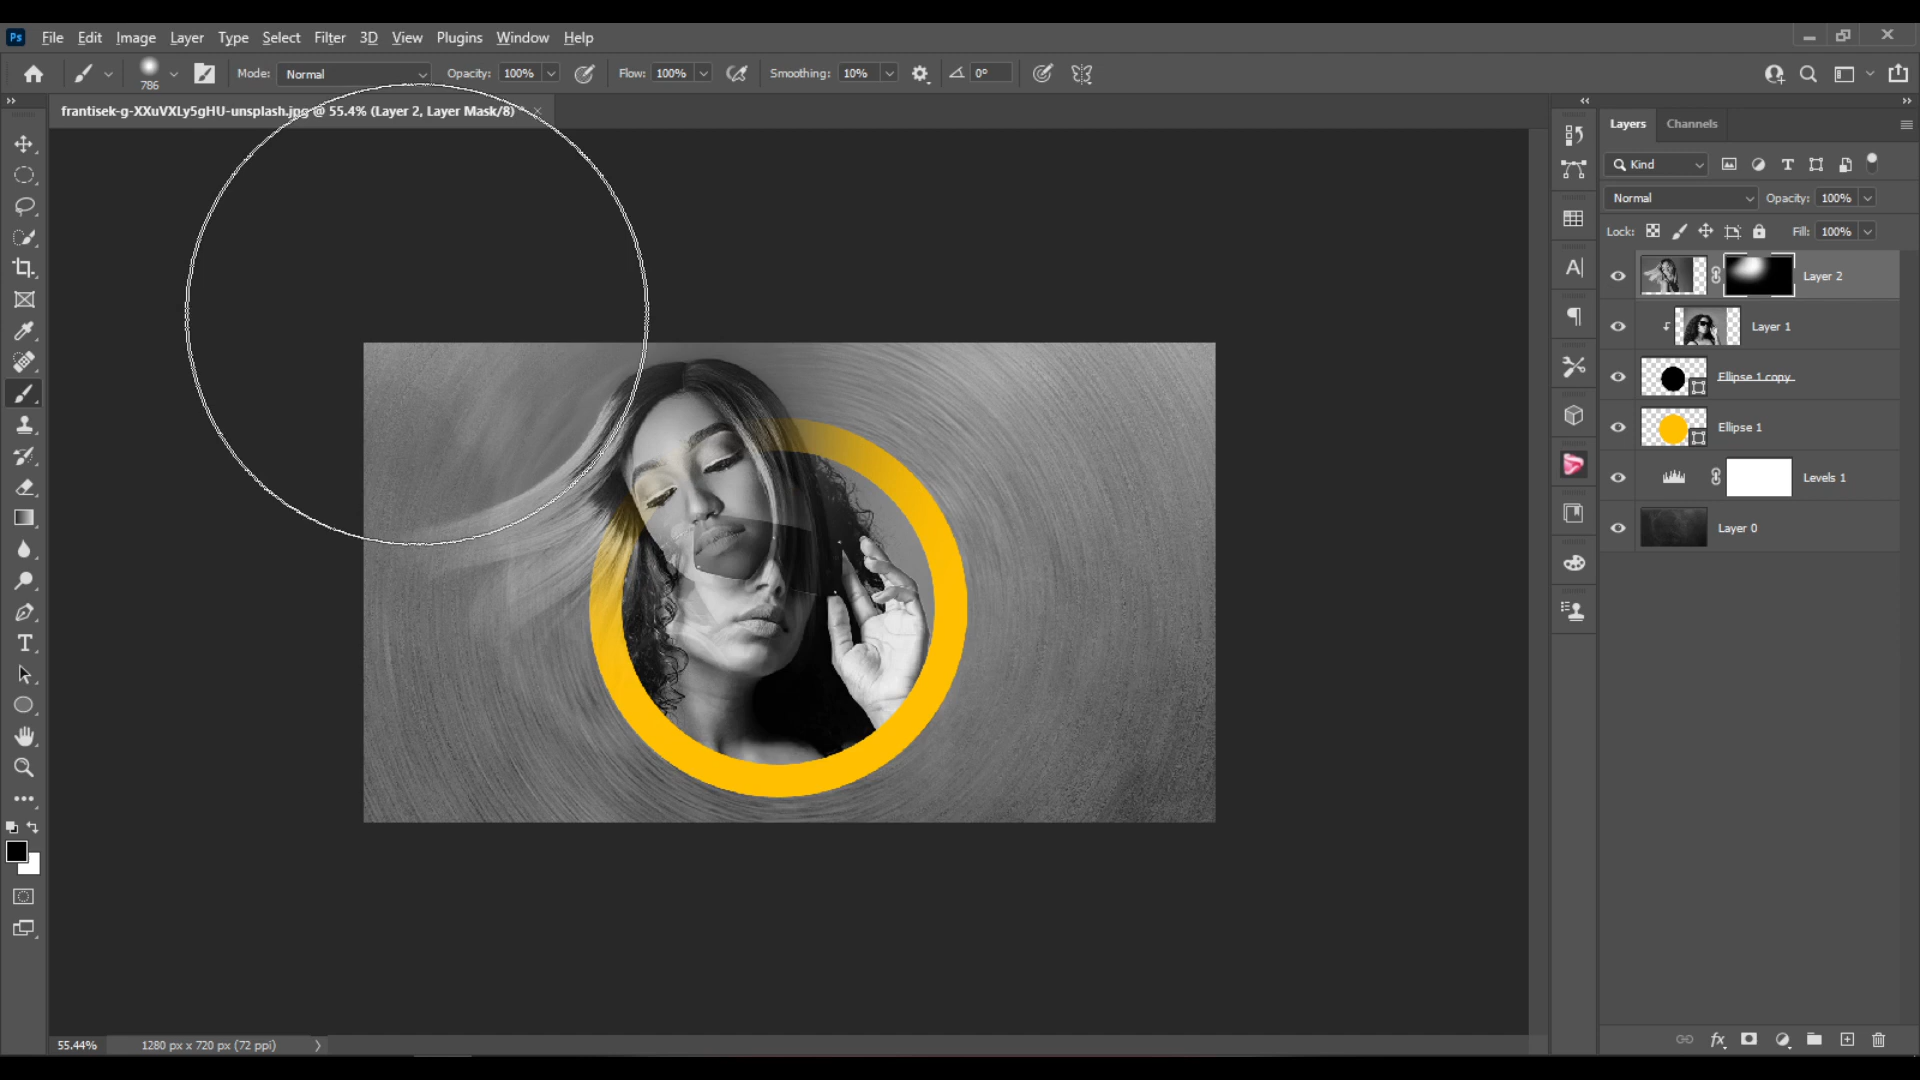 Ps File Edit Image Layer Type Select Filter 3D View Plugins Window Help
786 Mode: Normal Opacity: 100% Flow: 100% Smoothing: 10% 0°
frantisek-g-XXuVXLy5gHU-unsplash.jpg @ 55.4% (Layer 2, Layer Mask/8) *
Layers Channels
Kind
Normal Opacity: 100%
Lock: Fill: 100%
Layer 2
Layer 1
Ellipse 1 copy
Ellipse 1
Levels 1
Layer 0
55.44% 1280 px x 720 px (72 ppi)